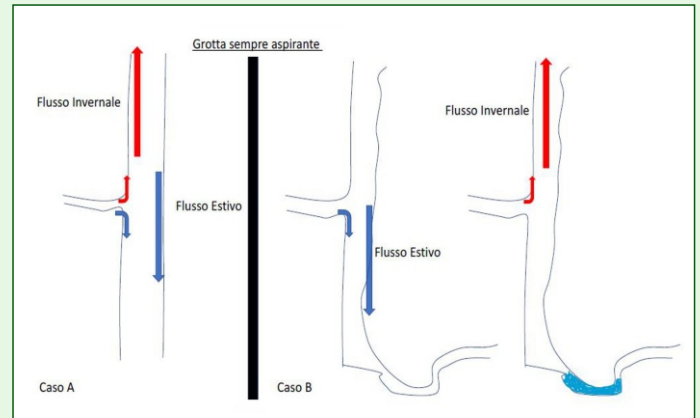 Grotta sempre aspirante
Flusso Invernale
Flusso Estivo
Caso A
Flusso Invernale
Flusso Estivo
Caso B